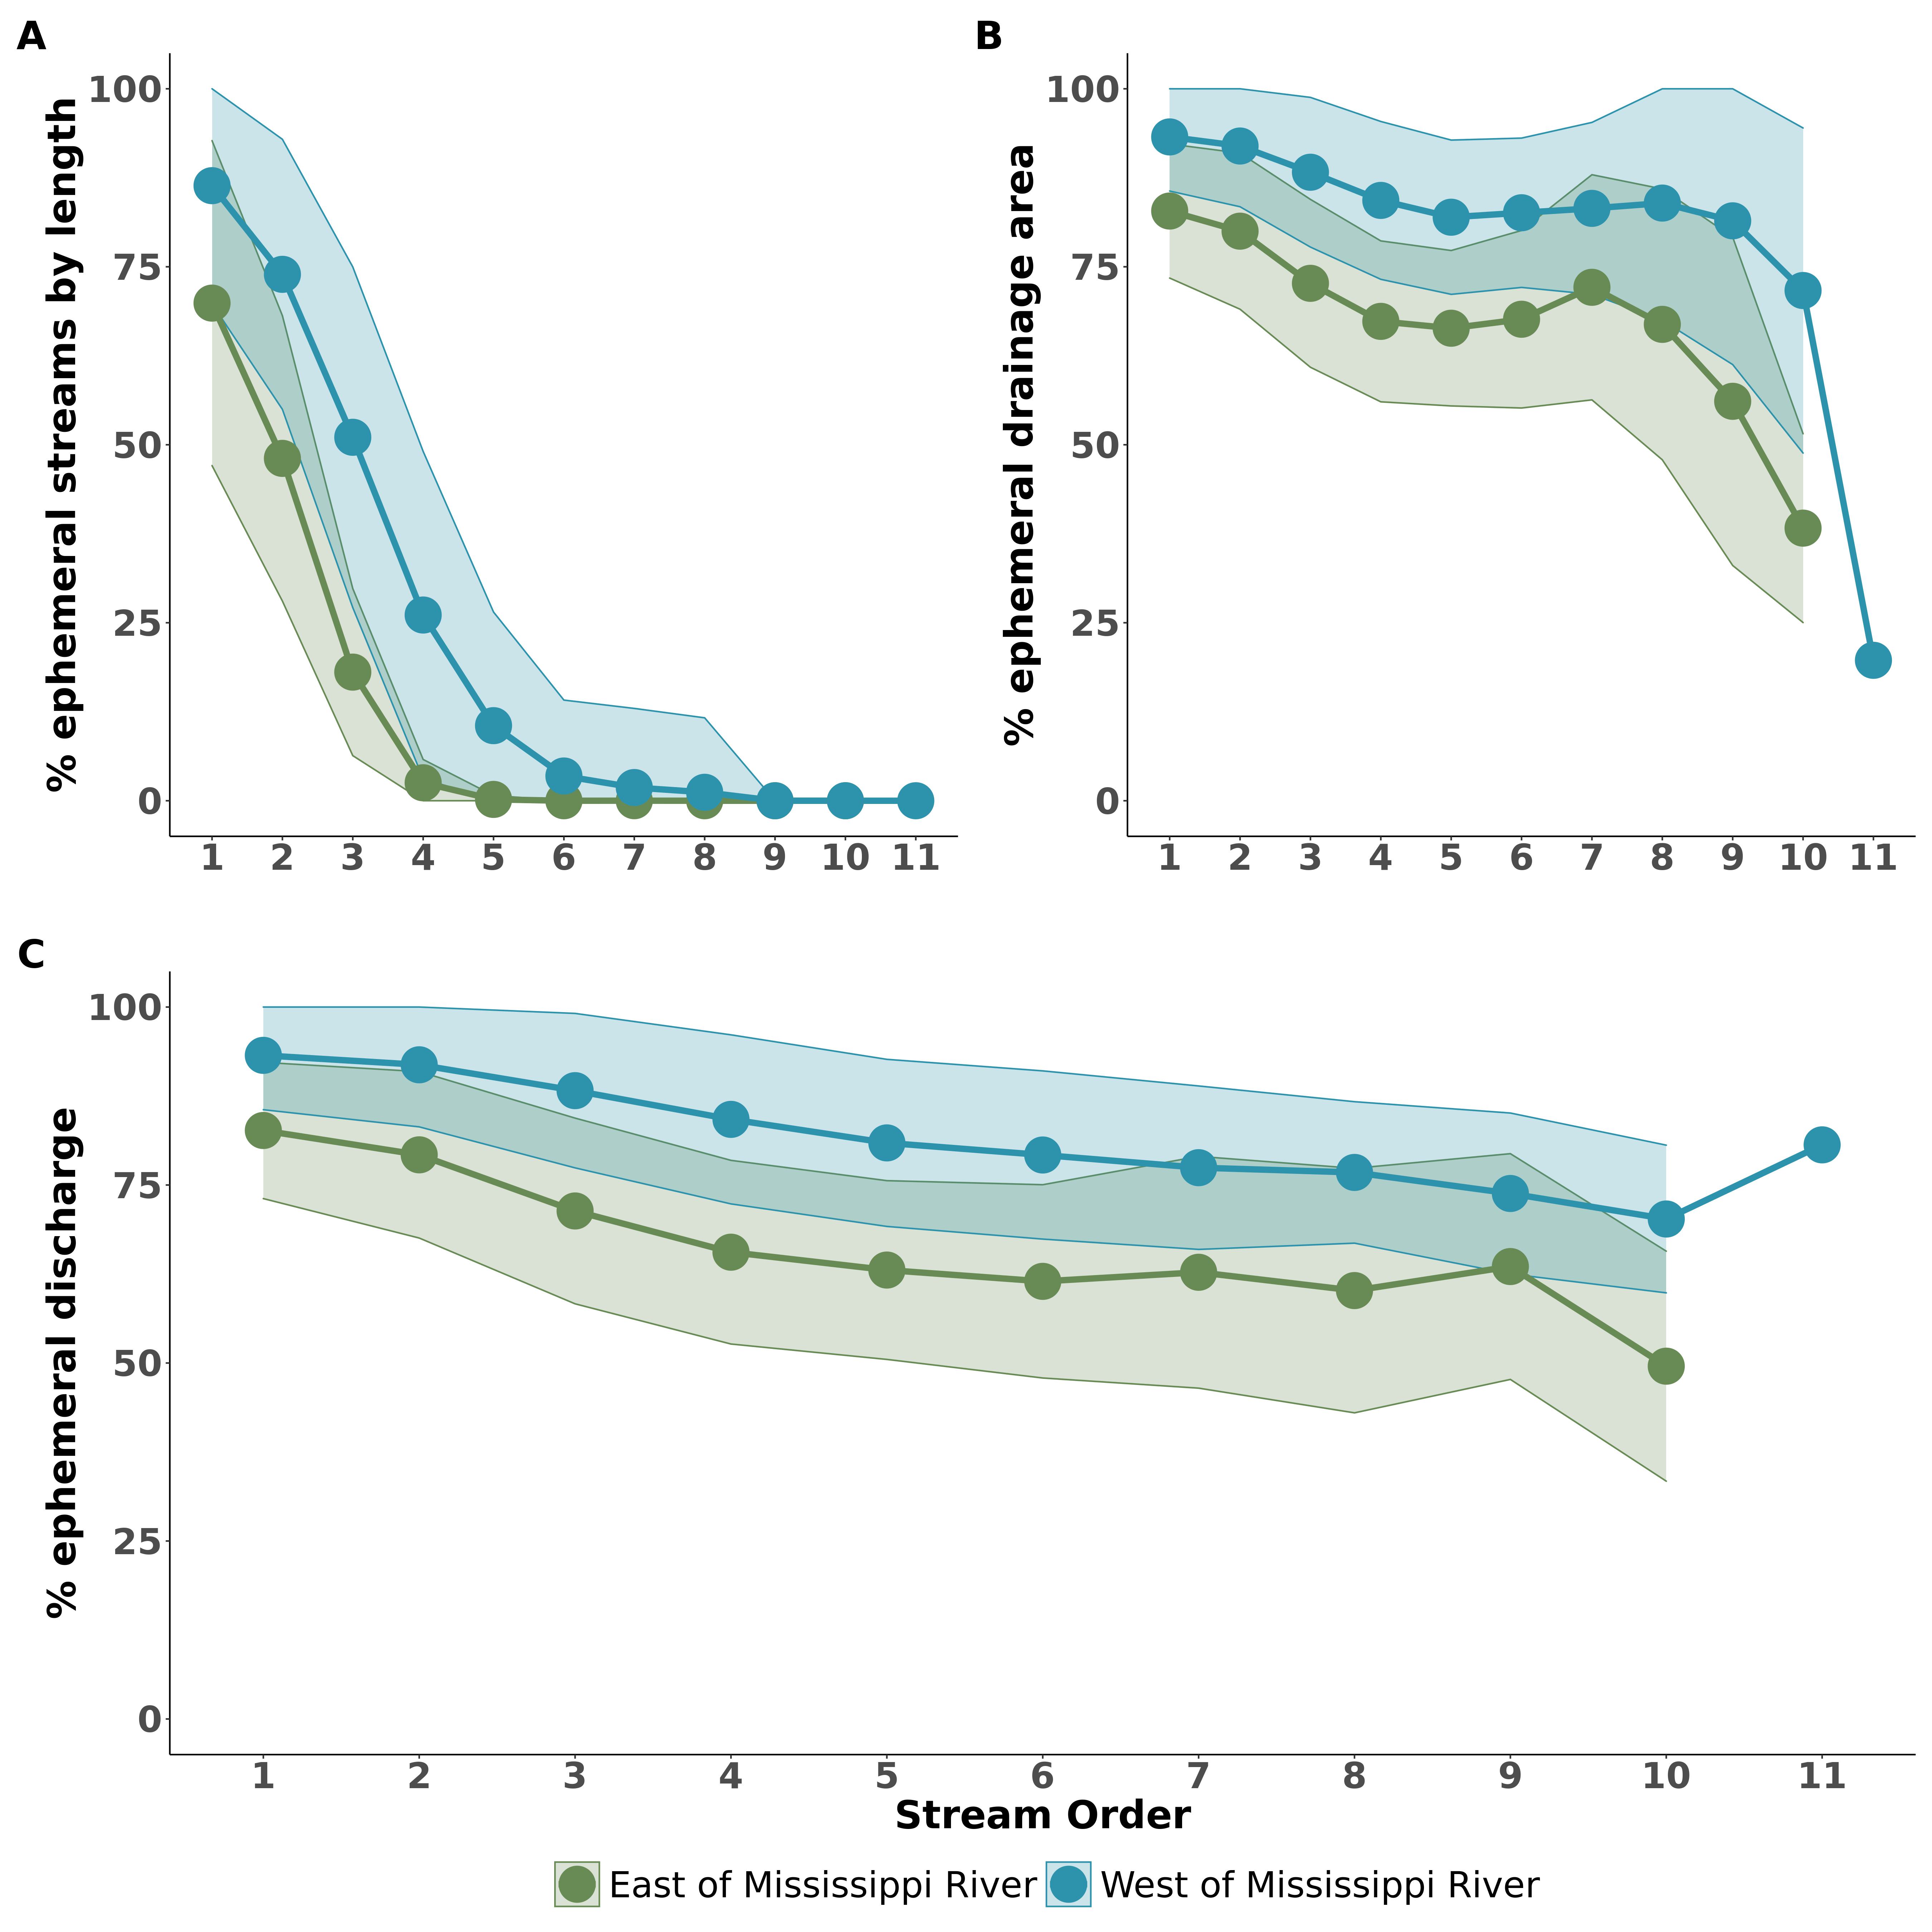 A
% ephemeral streams by length
100
75
50
25
0
1 2 3 4 5 6 7 8 9 10 11
B
% ephemeral drainage area
100
75
50
25
0
1 2 3 4 5 6 7 8 9 10 11
C
% ephemeral discharge
100
75
50
25
0
1 2 3 4 5 6 7 8 9 10 11
Stream Order
East of Mississippi River West of Mississippi River